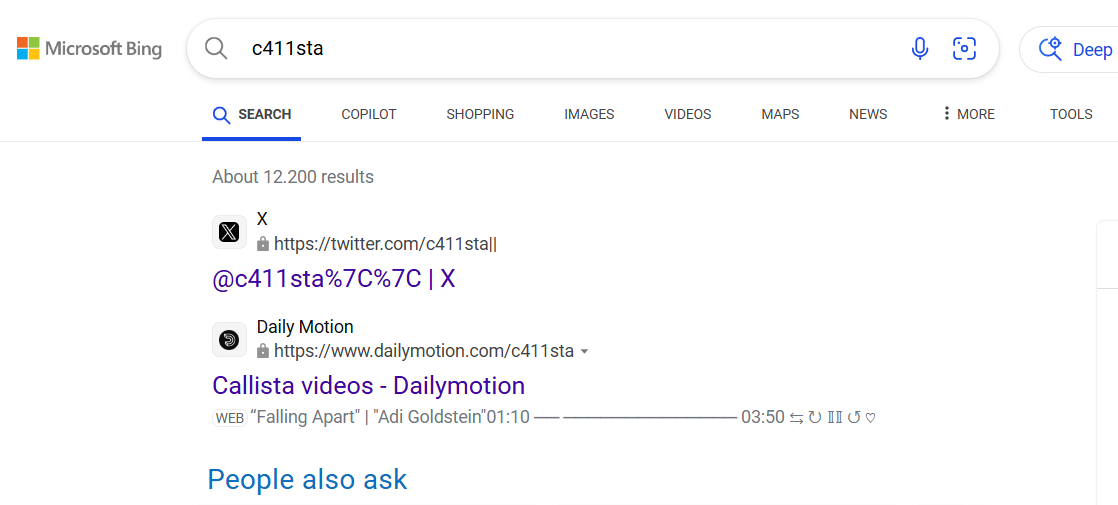 Microsoft Bing
c411sta
Deep
SEARCH COPILOT SHOPPING IMAGES VIDEOS MAPS NEWS MORE TOOLS
About 12.200 results
X
https://twitter.com/c411sta||
@c411sta%7C%7C | X
Daily Motion
https://www.dailymotion.com/c411sta
Callista videos - Dailymotion
WEB “Falling Apart" | "Adi Goldstein"01:10 ── ──────────────── 03:50 ⇆ ↻ 𝕀𝕀 ↺ ♡
People also ask